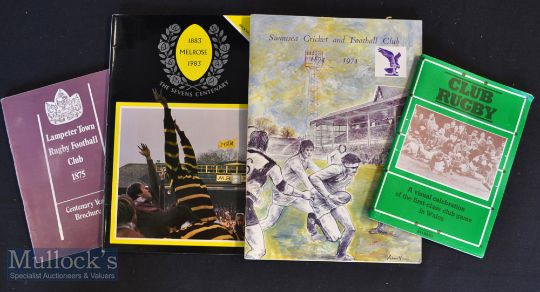 Lampeter Town
Rugby Football
Club
1875
Centenary Year
Brochure
1883
MELROSE
1983
THE SEVENS CENTENARY
Swansea Cricket and Football Club
1974
CLUB
RUGBY
A visual celebration
of the first-class club game
in Wales
Mullock's
Specialist Auctioneers & Valuers